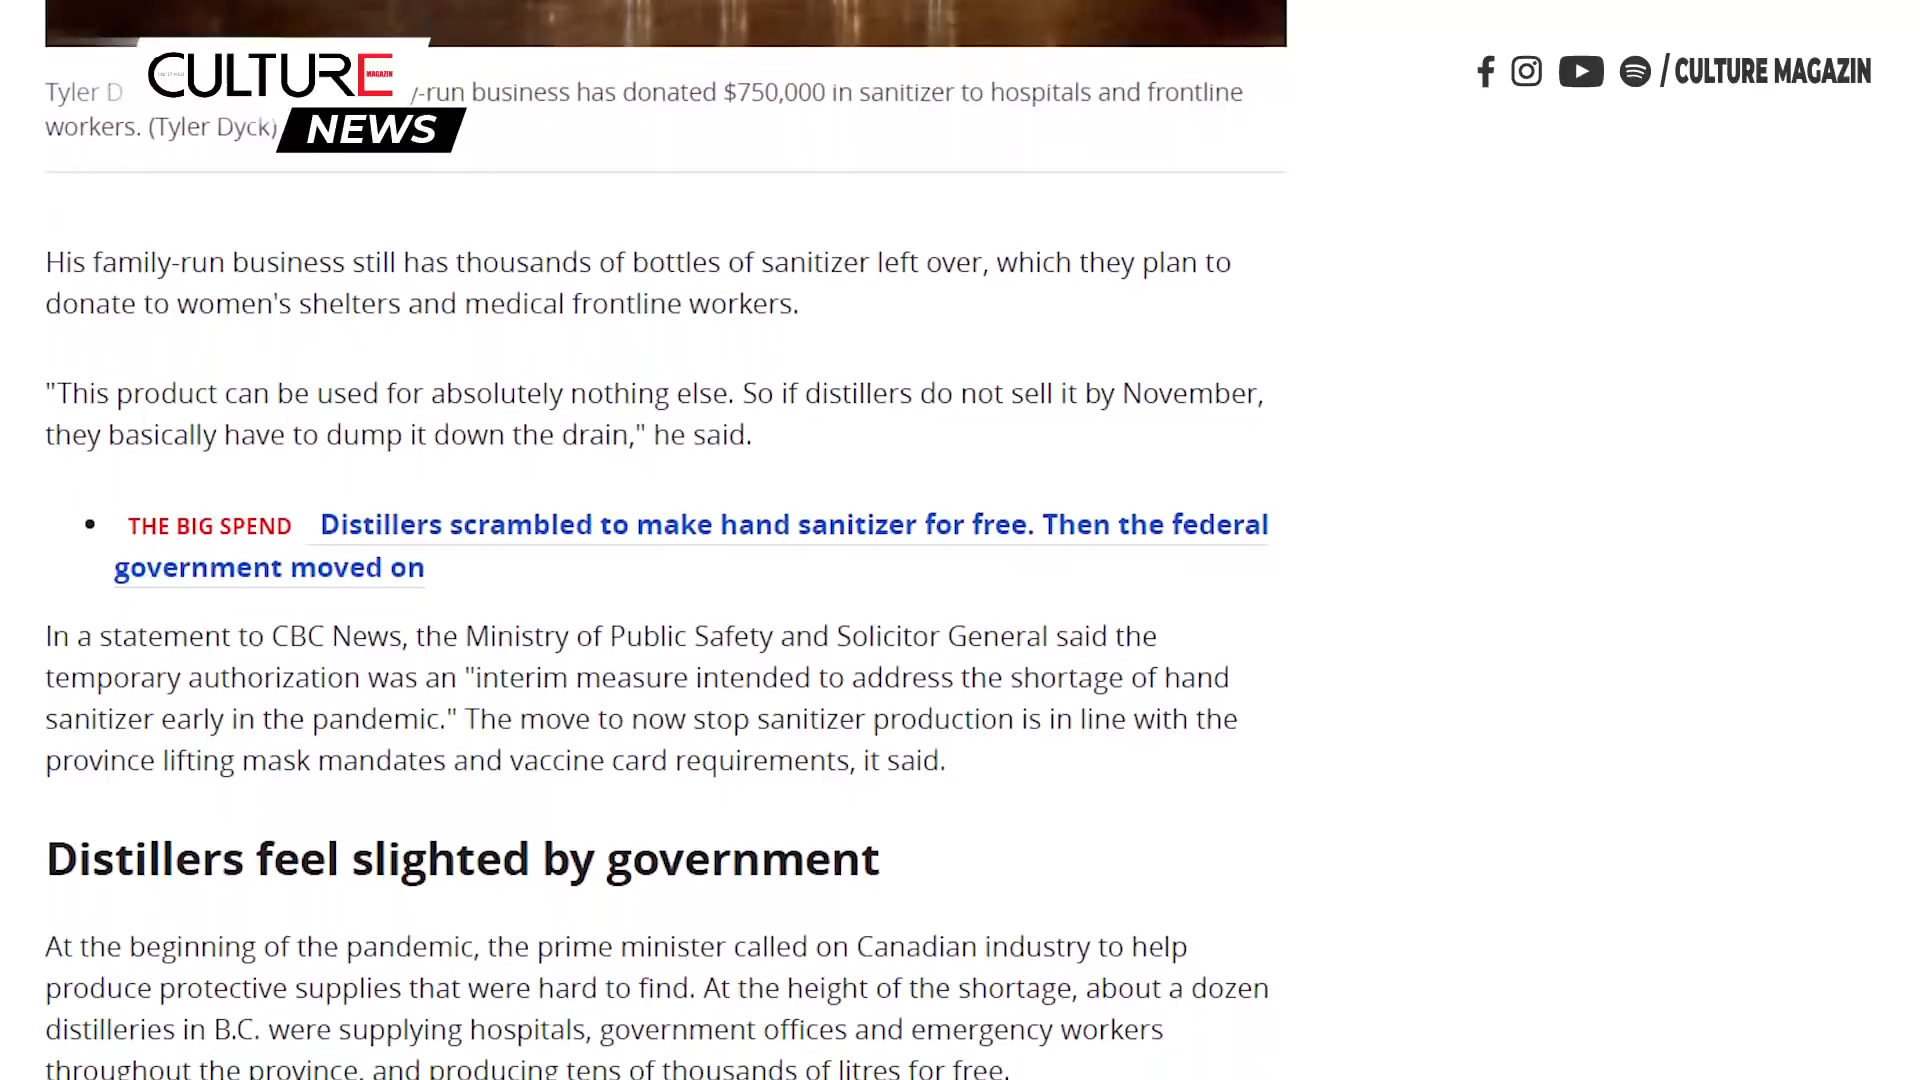 CULTURE
MAGAZIN
NEWS
/ CULTURE MAGAZIN
Tyler D y-run business has donated $750,000 in sanitizer to hospitals and frontline
workers. (Tyler Dyck)
His family-run business still has thousands of bottles of sanitizer left over, which they plan to
donate to women's shelters and medical frontline workers.
"This product can be used for absolutely nothing else. So if distillers do not sell it by November,
they basically have to dump it down the drain," he said.
• THE BIG SPEND Distillers scrambled to make hand sanitizer for free. Then the federal
government moved on
In a statement to CBC News, the Ministry of Public Safety and Solicitor General said the
temporary authorization was an "interim measure intended to address the shortage of hand
sanitizer early in the pandemic." The move to now stop sanitizer production is in line with the
province lifting mask mandates and vaccine card requirements, it said.
Distillers feel slighted by government
At the beginning of the pandemic, the prime minister called on Canadian industry to help
produce protective supplies that were hard to find. At the height of the shortage, about a dozen
distilleries in B.C. were supplying hospitals, government offices and emergency workers
throughout the province, and producing tens of thousands of litres for free.